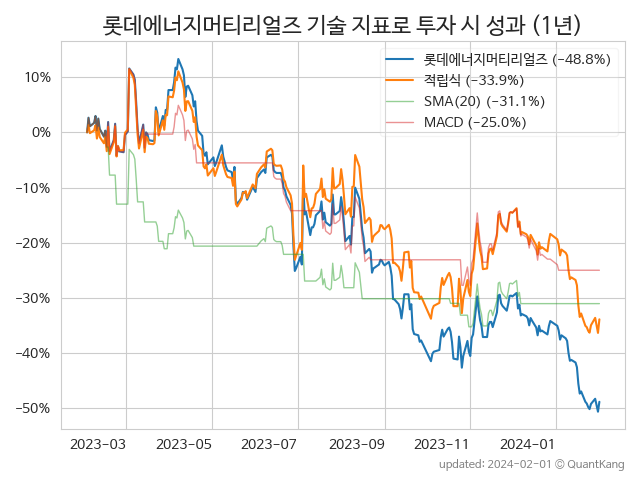 롯데에너지머티리얼즈 기술 지표로 투자 시 성과 (1년)
롯데에너지머티리얼즈 (−48.8%)
적립식 (−33.9%)
SMA(20) (−31.1%)
MACD (−25.0%)
10%
0%
−10%
−20%
−30%
−40%
−50%
2023-03 2023-05 2023-07 2023-09 2023-11 2024-01
updated: 2024-02-01 © QuantKang